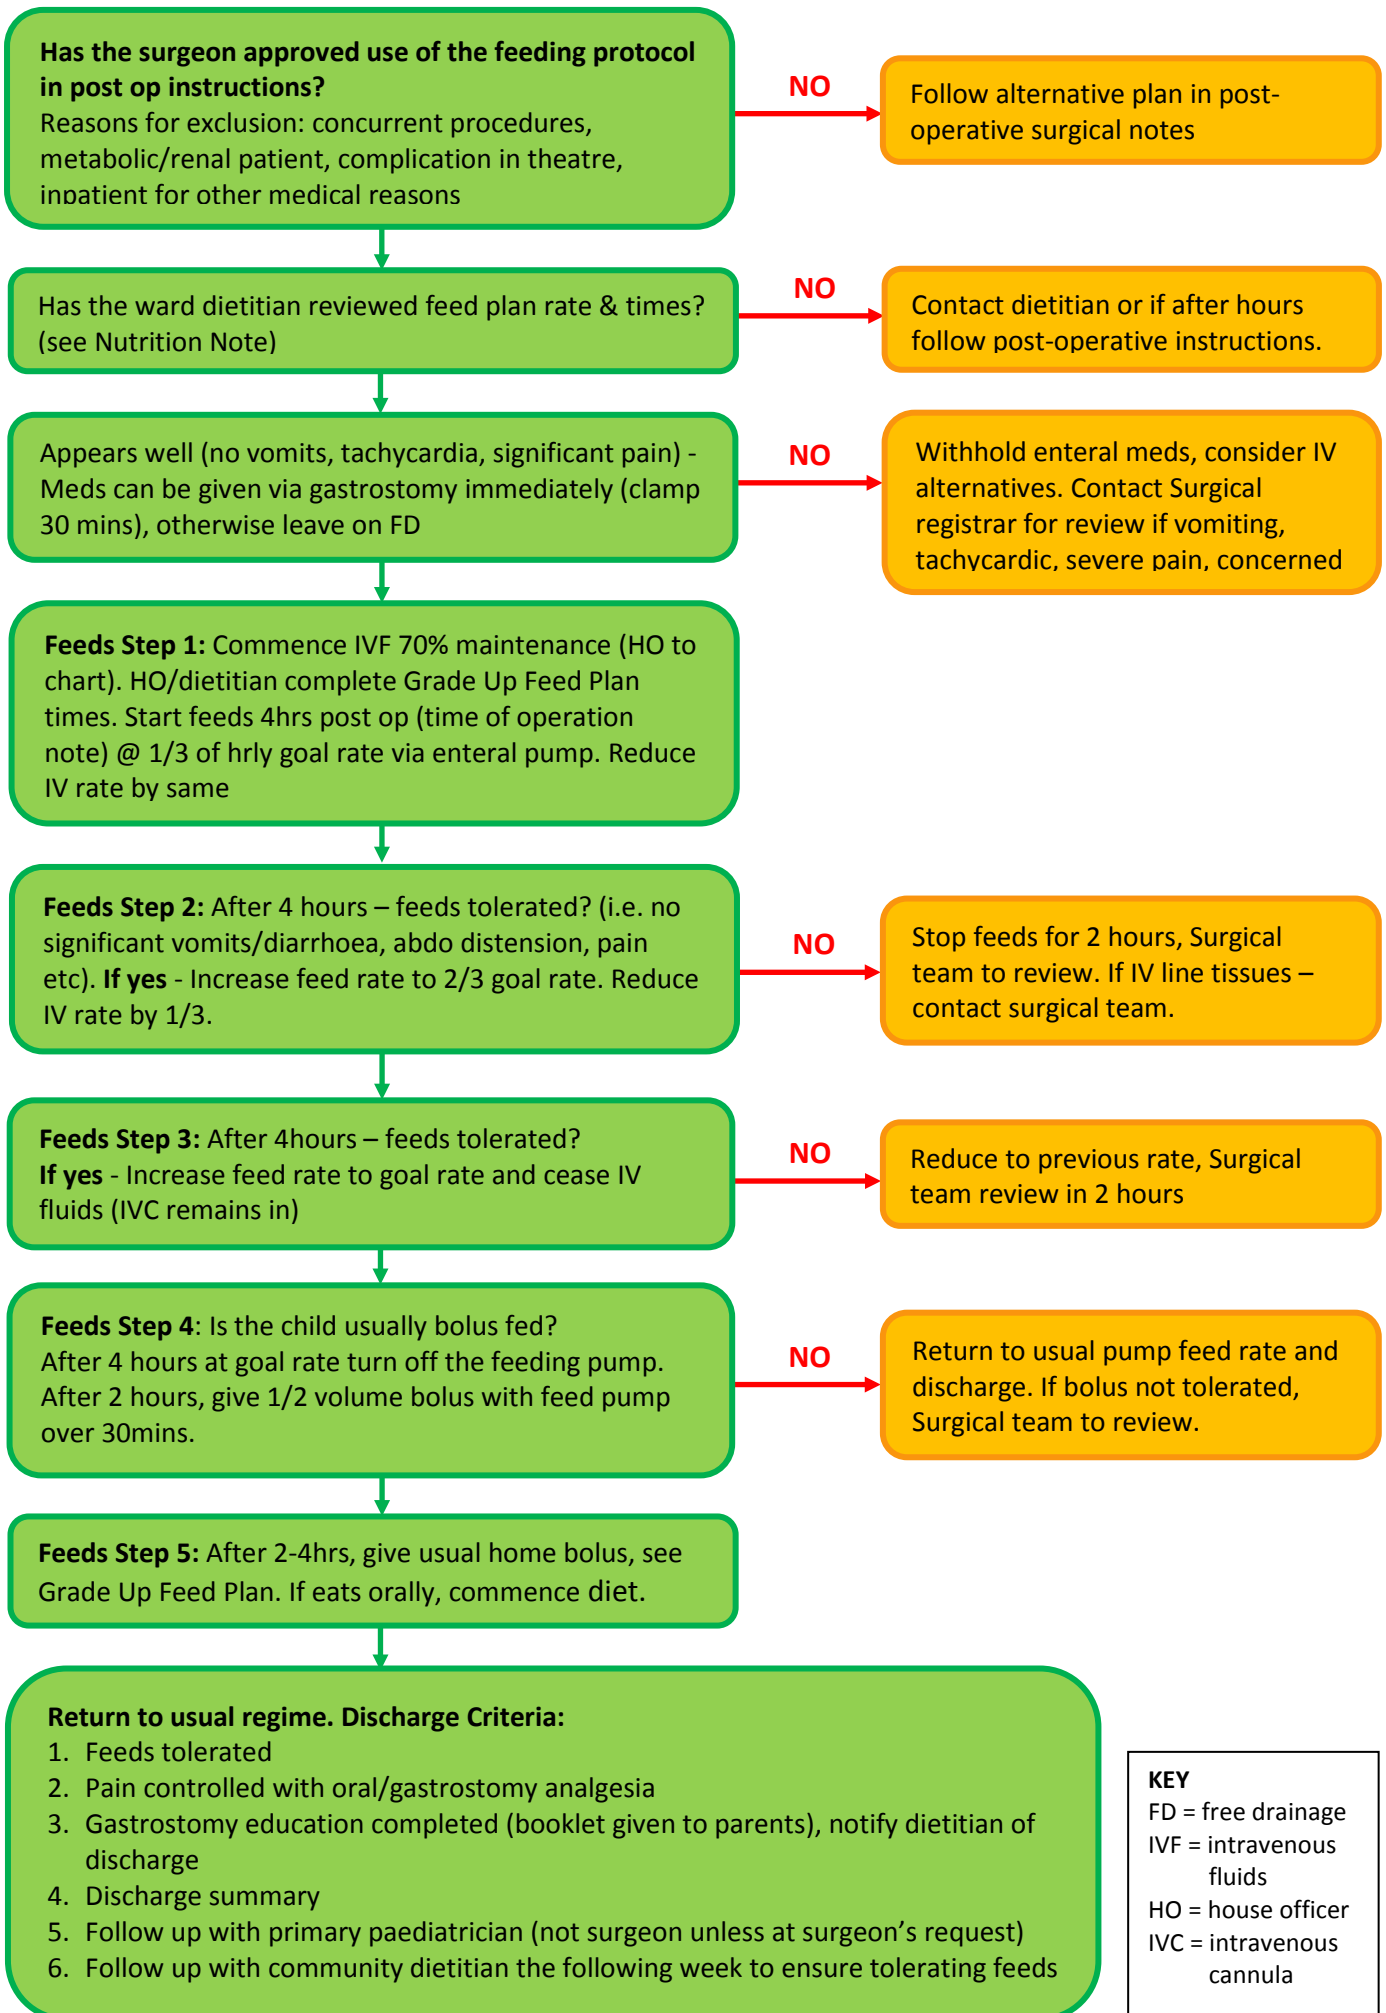 Has the surgeon approved use of the feeding protocol
in post op instructions?
Reasons for exclusion: concurrent procedures,
metabolic/renal patient, complication in theatre,
inpatient for other medical reasons
NO
Follow alternative plan in post-
operative surgical notes
Has the ward dietitian reviewed feed plan rate & times?
(see Nutrition Note)
NO
Contact dietitian or if after hours
follow post-operative instructions.
Appears well (no vomits, tachycardia, significant pain) -
Meds can be given via gastrostomy immediately (clamp
30 mins), otherwise leave on FD
NO
Withhold enteral meds, consider IV
alternatives. Contact Surgical
registrar for review if vomiting,
tachycardic, severe pain, concerned
Feeds Step 1: Commence IVF 70% maintenance (HO to
chart). HO/dietitian complete Grade Up Feed Plan
times. Start feeds 4hrs post op (time of operation
note) @ 1/3 of hrly goal rate via enteral pump. Reduce
IV rate by same
Feeds Step 2: After 4 hours – feeds tolerated? (i.e. no
significant vomits/diarrhoea, abdo distension, pain
etc). If yes - Increase feed rate to 2/3 goal rate. Reduce
IV rate by 1/3.
NO
Stop feeds for 2 hours, Surgical
team to review. If IV line tissues –
contact surgical team.
Feeds Step 3: After 4hours – feeds tolerated?
If yes - Increase feed rate to goal rate and cease IV
fluids (IVC remains in)
NO
Reduce to previous rate, Surgical
team review in 2 hours
Feeds Step 4: Is the child usually bolus fed?
After 4 hours at goal rate turn off the feeding pump.
After 2 hours, give 1/2 volume bolus with feed pump
over 30mins.
NO
Return to usual pump feed rate and
discharge. If bolus not tolerated,
Surgical team to review.
Feeds Step 5: After 2-4hrs, give usual home bolus, see
Grade Up Feed Plan. If eats orally, commence diet.
Return to usual regime. Discharge Criteria:
1. Feeds tolerated
2. Pain controlled with oral/gastrostomy analgesia
3. Gastrostomy education completed (booklet given to parents), notify dietitian of
discharge
4. Discharge summary
5. Follow up with primary paediatrician (not surgeon unless at surgeon's request)
6. Follow up with community dietitian the following week to ensure tolerating feeds
KEY
FD = free drainage
IVF = intravenous
fluids
HO = house officer
IVC = intravenous
cannula